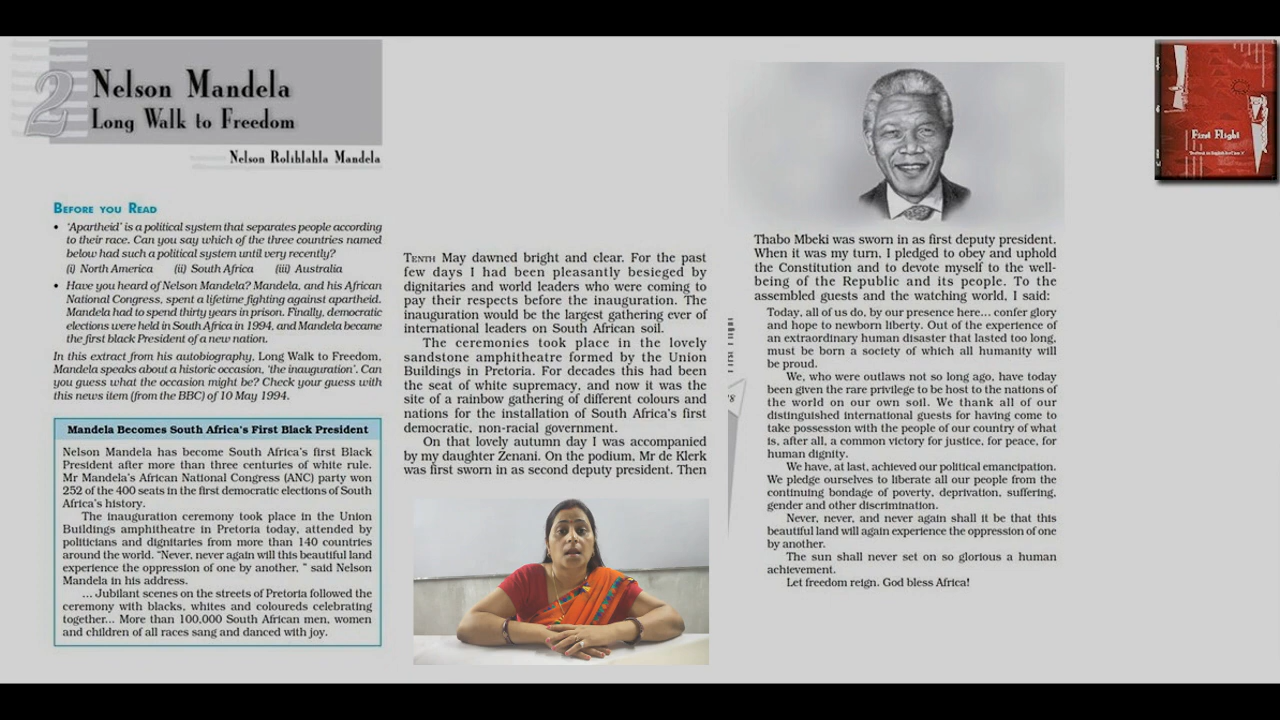 2
Nelson Mandela
Long Walk to Freedom
Nelson Rolihlahla Mandela
BEFORE YOU READ
• 'Apartheid' is a political system that separates people according
to their race. Can you say which of the three countries named
below had such a political system until very recently?
(i) North America (ii) South Africa (iii) Australia
• Have you heard of Nelson Mandela? Mandela, and his African
National Congress, spent a lifetime fighting against apartheid.
Mandela had to spend thirty years in prison. Finally, democratic
elections were held in South Africa in 1994, and Mandela became
the first black President of a new nation.
In this extract from his autobiography, Long Walk to Freedom,
Mandela speaks about a historic occasion, 'the inauguration'. Can
you guess what the occasion might be? Check your guess with
this news item (from the BBC) of 10 May 1994.
Mandela Becomes South Africa's First Black President
Nelson Mandela has become South Africa's first Black
President after more than three centuries of white rule.
Mr Mandela's African National Congress (ANC) party won
252 of the 400 seats in the first democratic elections of South
Africa's history.
The inauguration ceremony took place in the Union
Buildings amphitheatre in Pretoria today, attended by
politicians and dignitaries from more than 140 countries
around the world. "Never, never again will this beautiful land
experience the oppression of one by another, " said Nelson
Mandela in his address.
... Jubilant scenes on the streets of Pretoria followed the
ceremony with blacks, whites and coloureds celebrating
together... More than 100,000 South African men, women
and children of all races sang and danced with joy.
TENTH May dawned bright and clear. For the past
few days I had been pleasantly besieged by
dignitaries and world leaders who were coming to
pay their respects before the inauguration. The
inauguration would be the largest gathering ever of
international leaders on South African soil.
The ceremonies took place in the lovely
sandstone amphitheatre formed by the Union
Buildings in Pretoria. For decades this had been
the seat of white supremacy, and now it was the
site of a rainbow gathering of different colours and
nations for the installation of South Africa's first
democratic, non-racial government.
On that lovely autumn day I was accompanied
by my daughter Zenani. On the podium, Mr de Klerk
was first sworn in as second deputy president. Then
Thabo Mbeki was sworn in as first deputy president.
When it was my turn, I pledged to obey and uphold
the Constitution and to devote myself to the well-
being of the Republic and its people. To the
assembled guests and the watching world, I said:
Today, all of us do, by our presence here... confer glory
and hope to newborn liberty. Out of the experience of
an extraordinary human disaster that lasted too long,
must be born a society of which all humanity will
be proud.
We, who were outlaws not so long ago, have today
been given the rare privilege to be host to the nations of
the world on our own soil. We thank all of our
distinguished international guests for having come to
take possession with the people of our country of what
is, after all, a common victory for justice, for peace, for
human dignity.
We have, at last, achieved our political emancipation.
We pledge ourselves to liberate all our people from the
continuing bondage of poverty, deprivation, suffering,
gender and other discrimination.
Never, never, and never again shall it be that this
beautiful land will again experience the oppression of one
by another.
The sun shall never set on so glorious a human
achievement.
Let freedom reign. God bless Africa!
First Flight